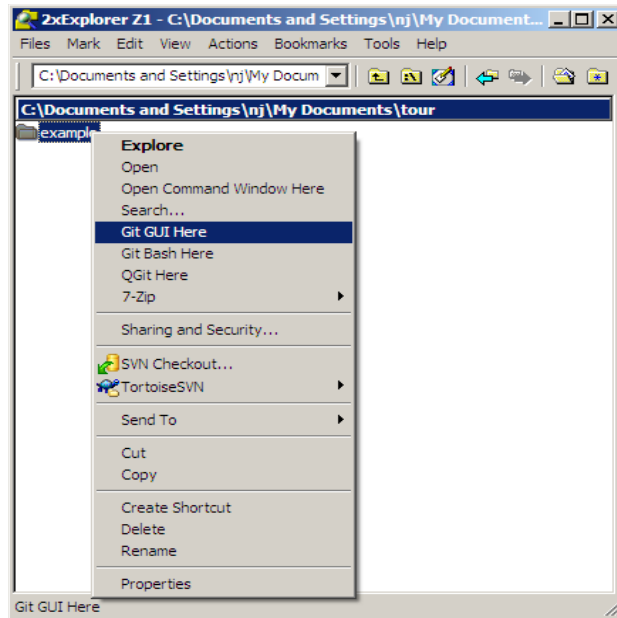 2xExplorer Z1 - C:\Documents and Settings\nj\My Document...
Files Mark Edit View Actions Bookmarks Tools Help
C:\Documents and Settings\nj\My Docum
C:\Documents and Settings\nj\My Documents\tour
example
Explore
Open
Open Command Window Here
Search...
Git GUI Here
Git Bash Here
QGit Here
7-Zip
Sharing and Security...
SVN Checkout...
TortoiseSVN
Send To
Cut
Copy
Create Shortcut
Delete
Rename
Properties
Git GUI Here